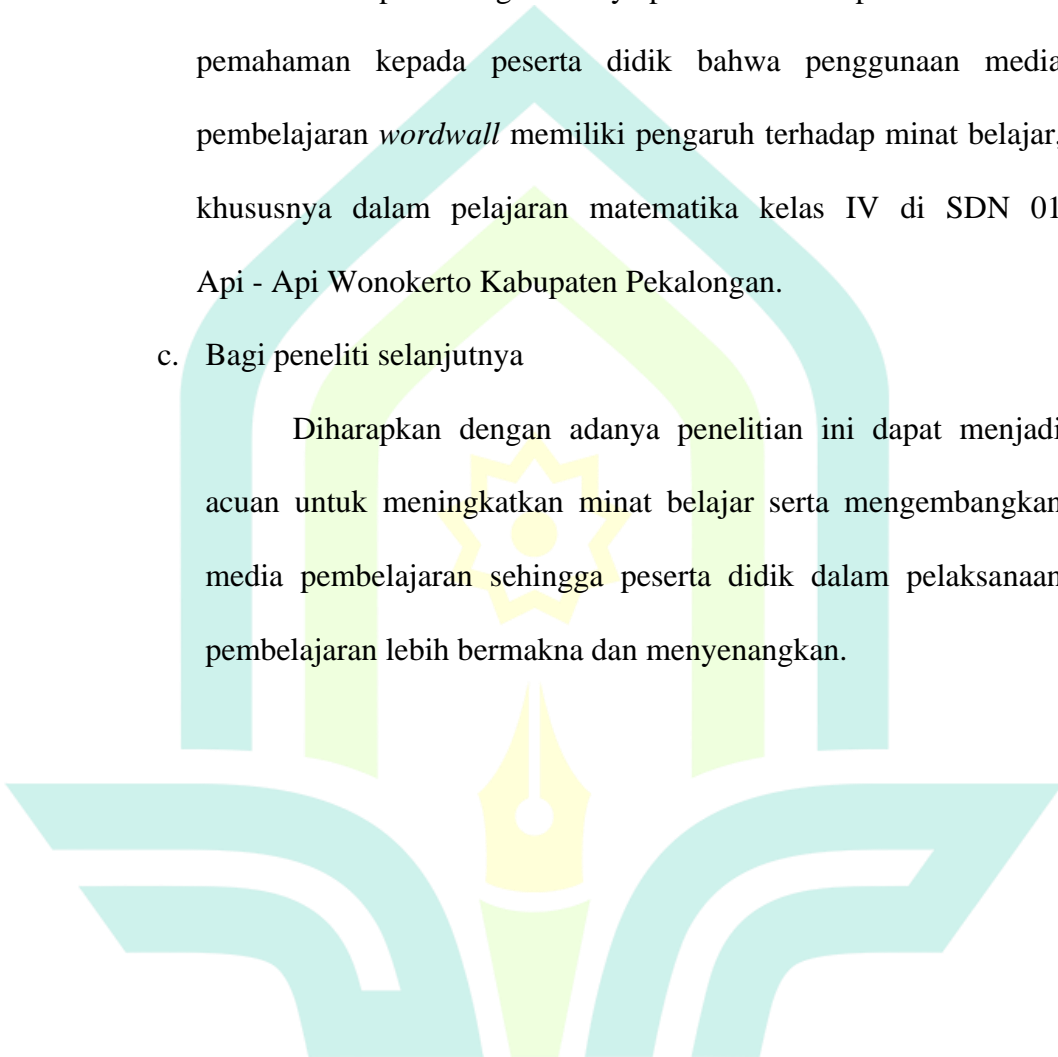 pemahaman kepada peserta didik bahwa penggunaan media
pembelajaran wordwall memiliki pengaruh terhadap minat belajar,
khususnya dalam pelajaran matematika kelas IV di SDN 01
Api - Api Wonokerto Kabupaten Pekalongan.
c. Bagi peneliti selanjutnya
Diharapkan dengan adanya penelitian ini dapat menjadi
acuan untuk meningkatkan minat belajar serta mengembangkan
media pembelajaran sehingga peserta didik dalam pelaksanaan
pembelajaran lebih bermakna dan menyenangkan.